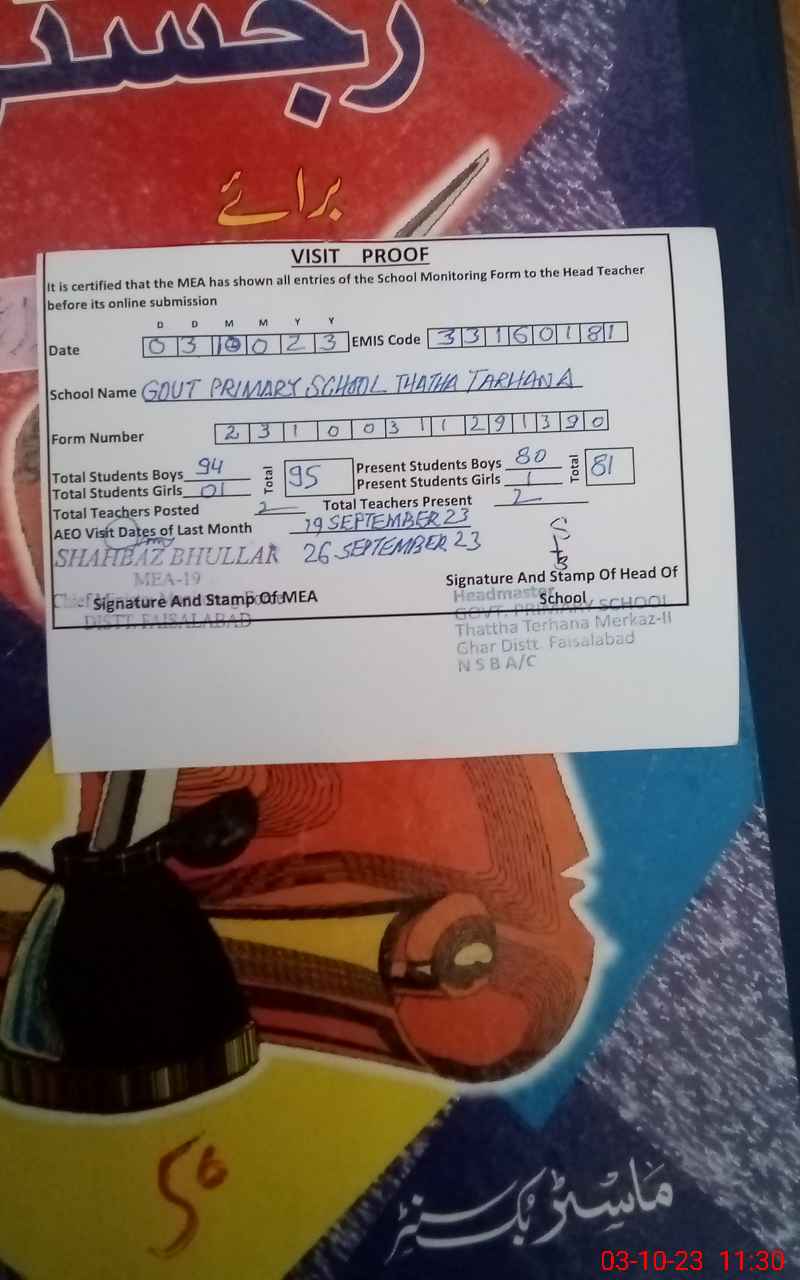 رجسٹر
برائے
VISIT PROOF
It is certified that the MEA has shown all entries of the School Monitoring Form to the Head Teacher
before its online submission
D D M M Y Y
Date 0 3 1 0 2 3 EMIS Code 3 3 1 6 0 1 8 1
School Name GOVT PRIMARY SCHOOL THATHA TARHANA
Form Number 2 3 1 0 0 3 1 1 2 9 1 3 9 0
Total Students Boys 94 Total 95 Present Students Boys 80 Total 81
Total Students Girls 01 Present Students Girls 1
Total Teachers Posted 2 Total Teachers Present 2
AEO Visit Dates of Last Month 19 SEPTEMBER 23
SHAHBAZ BHULLAR 26 SEPTEMBER 23
MEA-19
Signature And Stamp Of MEA
DISTT. FAISALABAD
Signature And Stamp Of Head Of
School
Headmaster
GOVT. PRIMARY SCHOOL
Thattha Terhana Merkaz-II
Ghar Distt. Faisalabad
N S B A/C
56
ماسٹر بک سنٹر
03-10-23 11:30